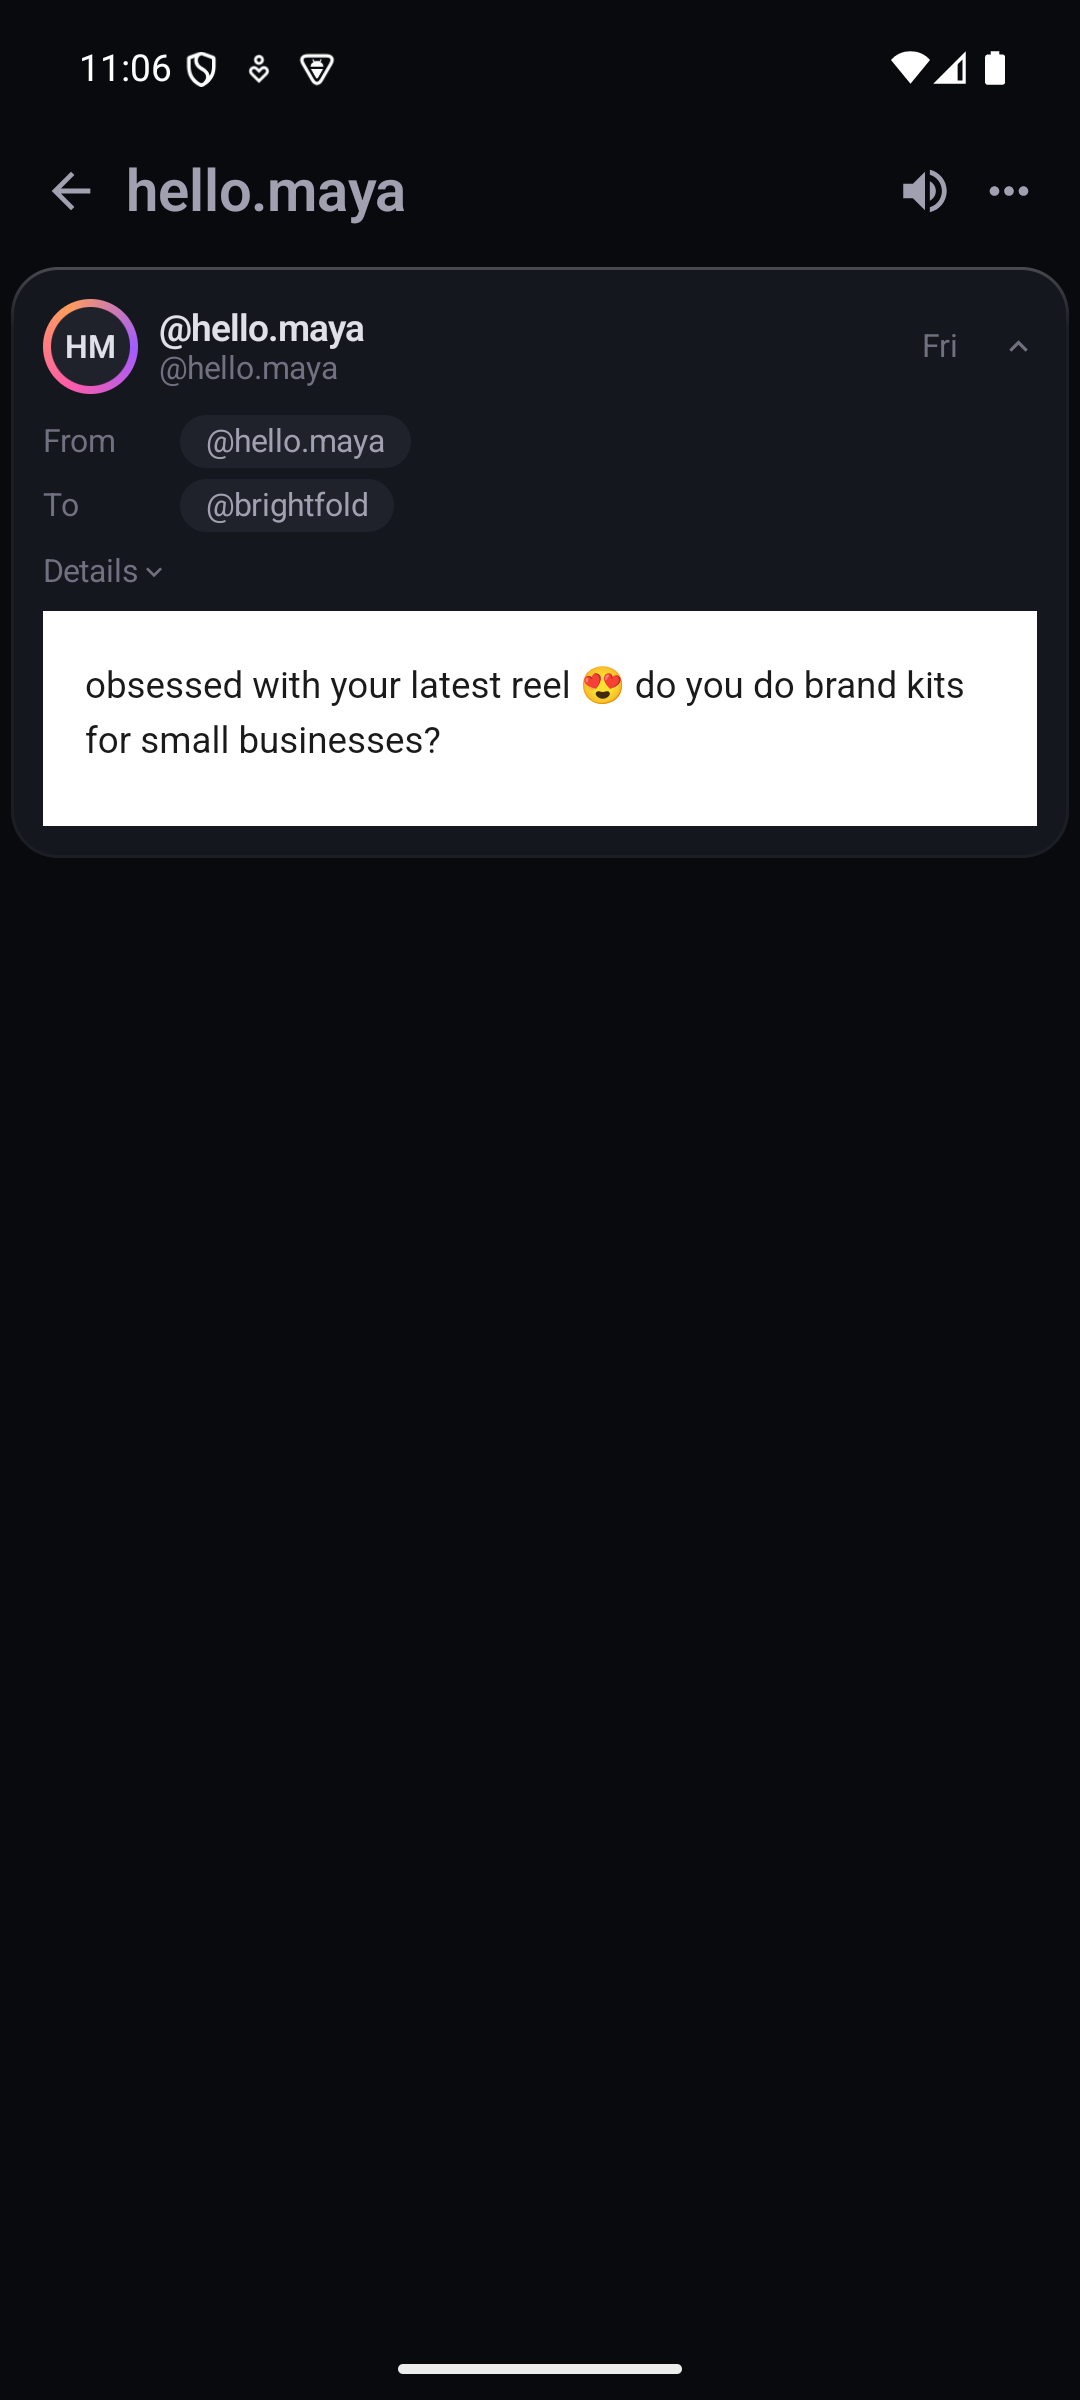 11:06
hello.maya
HM
@hello.maya
@hello.maya
Fri
From
@hello.maya
To
@brightfold
Details
obsessed with your latest reel 😍 do you do brand kits
for small businesses?